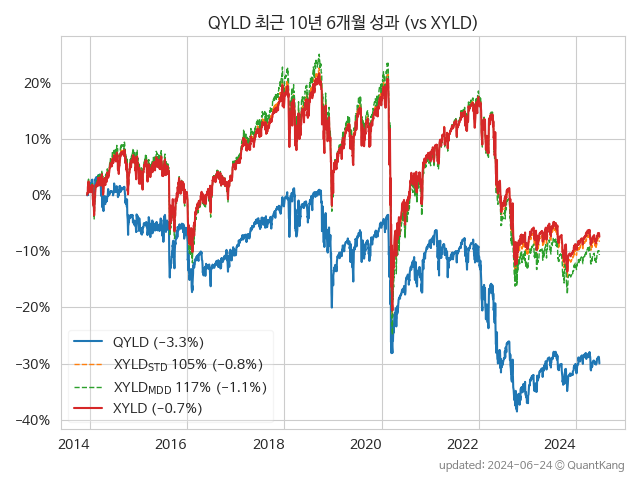 QYLD 최근 10년 6개월 성과 (vs XYLD)
20%
10%
0%
−10%
−20%
−30%
−40%
QYLD (−3.3%)
XYLD_STD 105% (−0.8%)
XYLD_MDD 117% (−1.1%)
XYLD (−0.7%)
2014 2016 2018 2020 2022 2024
updated: 2024-06-24 © QuantKang